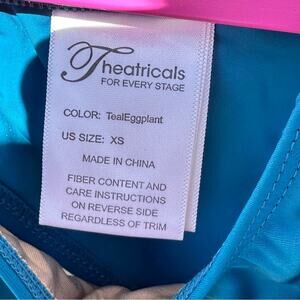 Theatricals
FOR EVERY STAGE
COLOR: TealEggplant
US SIZE: XS
MADE IN CHINA
FIBER CONTENT AND
CARE INSTRUCTIONS
ON REVERSE SIDE
REGARDLESS OF TRIM